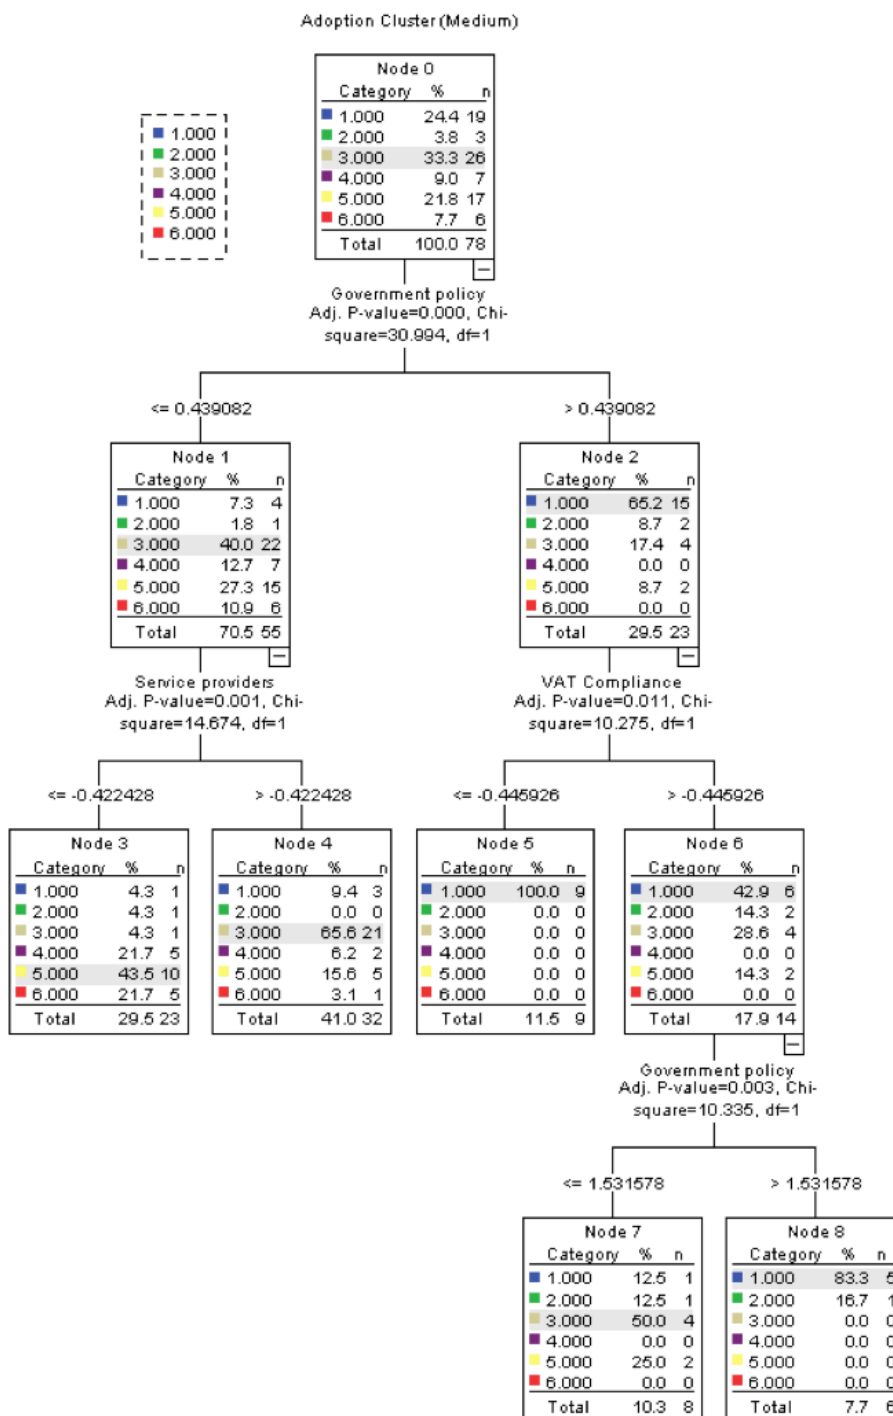 Adoption Cluster (Medium)
1.000
2.000
3.000
4.000
5.000
6.000
Node 0
Category % n
1.000 24.4 19
2.000 3.8 3
3.000 33.3 26
4.000 9.0 7
5.000 21.8 17
6.000 7.7 6
Total 100.0 78
Government policy
Adj. P-value=0.000, Chi-
square=30.994, df=1
<= 0.439082
> 0.439082
Node 1
Category % n
1.000 7.3 4
2.000 1.8 1
3.000 40.0 22
4.000 12.7 7
5.000 27.3 15
6.000 10.9 6
Total 70.5 55
Node 2
Category % n
1.000 65.2 15
2.000 8.7 2
3.000 17.4 4
4.000 0.0 0
5.000 8.7 2
6.000 0.0 0
Total 29.5 23
Service providers
Adj. P-value=0.001, Chi-
square=14.674, df=1
VAT Compliance
Adj. P-value=0.011, Chi-
square=10.275, df=1
<= -0.422428
> -0.422428
<= -0.445926
> -0.445926
Node 3
Category % n
1.000 4.3 1
2.000 4.3 1
3.000 4.3 1
4.000 21.7 5
5.000 43.5 10
6.000 21.7 5
Total 29.5 23
Node 4
Category % n
1.000 9.4 3
2.000 0.0 0
3.000 65.6 21
4.000 6.2 2
5.000 15.6 5
6.000 3.1 1
Total 41.0 32
Node 5
Category % n
1.000 100.0 9
2.000 0.0 0
3.000 0.0 0
4.000 0.0 0
5.000 0.0 0
6.000 0.0 0
Total 11.5 9
Node 6
Category % n
1.000 42.9 6
2.000 14.3 2
3.000 28.6 4
4.000 0.0 0
5.000 14.3 2
6.000 0.0 0
Total 17.9 14
Government policy
Adj. P-value=0.003, Chi-
square=10.335, df=1
<= 1.531578
> 1.531578
Node 7
Category % n
1.000 12.5 1
2.000 12.5 1
3.000 50.0 4
4.000 0.0 0
5.000 25.0 2
6.000 0.0 0
Total 10.3 8
Node 8
Category % n
1.000 83.3 5
2.000 16.7 1
3.000 0.0 0
4.000 0.0 0
5.000 0.0 0
6.000 0.0 0
Total 7.7 6